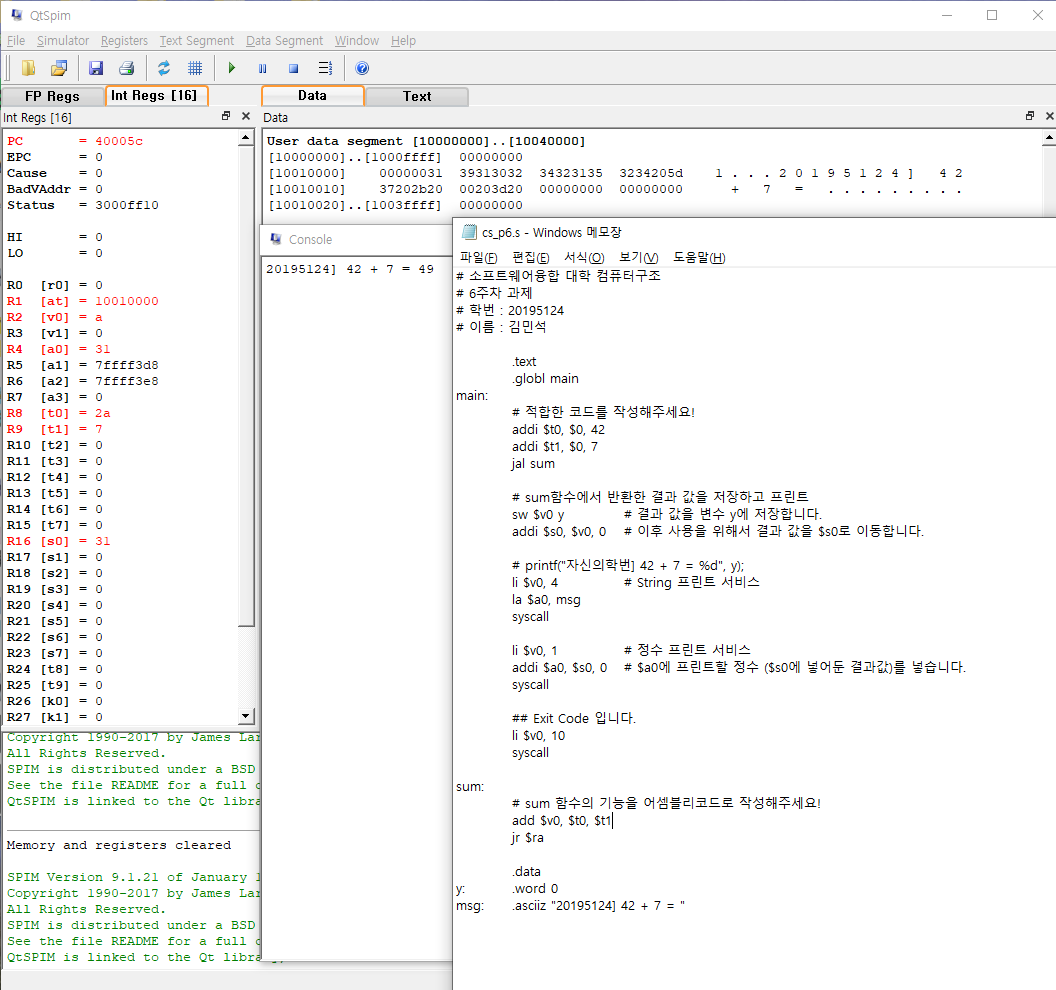 QtSpim
File Simulator Registers Text Segment Data Segment Window Help
FP Regs Int Regs [16] Data Text
Int Regs [16]
PC = 40005c
EPC = 0
Cause = 0
BadVAddr = 0
Status = 3000ff10
HI = 0
LO = 0
R0 [r0] = 0
R1 [at] = 10010000
R2 [v0] = a
R3 [v1] = 0
R4 [a0] = 31
R5 [a1] = 7ffff3d8
R6 [a2] = 7ffff3e8
R7 [a3] = 0
R8 [t0] = 2a
R9 [t1] = 7
R10 [t2] = 0
R11 [t3] = 0
R12 [t4] = 0
R13 [t5] = 0
R14 [t6] = 0
R15 [t7] = 0
R16 [s0] = 31
R17 [s1] = 0
R18 [s2] = 0
R19 [s3] = 0
R20 [s4] = 0
R21 [s5] = 0
R22 [s6] = 0
R23 [s7] = 0
R24 [t8] = 0
R25 [t9] = 0
R26 [k0] = 0
R27 [k1] = 0
Data
User data segment [10000000]..[10040000]
[10000000]..[1000ffff] 00000000
[10010000] 00000031 39313032 34323135 3234205d 1 . . . 2 0 1 9 5 1 2 4 ] 4 2
[10010010] 37202b20 00203d20 00000000 00000000 + 7 = . . . . . . . . .
[10010020]..[1003ffff] 00000000
Console
20195124] 42 + 7 = 49
cs_p6.s - Windows 메모장
파일(F) 편집(E) 서식(O) 보기(V) 도움말(H)
# 소프트웨어융합 대학 컴퓨터구조
# 6주차 과제
# 학번 : 20195124
# 이름 : 김민석
.text
.globl main
main:
# 적합한 코드를 작성해주세요!
addi $t0, $0, 42
addi $t1, $0, 7
jal sum
# sum함수에서 반환한 결과 값을 저장하고 프린트
sw $v0 y # 결과 값을 변수 y에 저장합니다.
addi $s0, $v0, 0 # 이후 사용을 위해서 결과 값을 $s0로 이동합니다.
# printf("자신의학번] 42 + 7 = %d", y);
li $v0, 4 # String 프린트 서비스
la $a0, msg
syscall
li $v0, 1 # 정수 프린트 서비스
addi $a0, $s0, 0 # $a0에 프린트할 정수 ($s0에 넣어둔 결과값)를 넣습니다.
syscall
## Exit Code 입니다.
li $v0, 10
syscall
sum:
# sum 함수의 기능을 어셈블리코드로 작성해주세요!
add $v0, $t0, $t1
jr $ra
.data
y: .word 0
msg: .asciiz "20195124] 42 + 7 = "
Copyright 1990-2017 by James Lar
All Rights Reserved.
SPIM is distributed under a BSD
See the file README for a full
QtSPIM is linked to the Qt libra
Memory and registers cleared
SPIM Version 9.1.21 of January
Copyright 1990-2017 by James Lar
All Rights Reserved.
SPIM is distributed under a BSD
See the file README for a full
QtSPIM is linked to the Qt